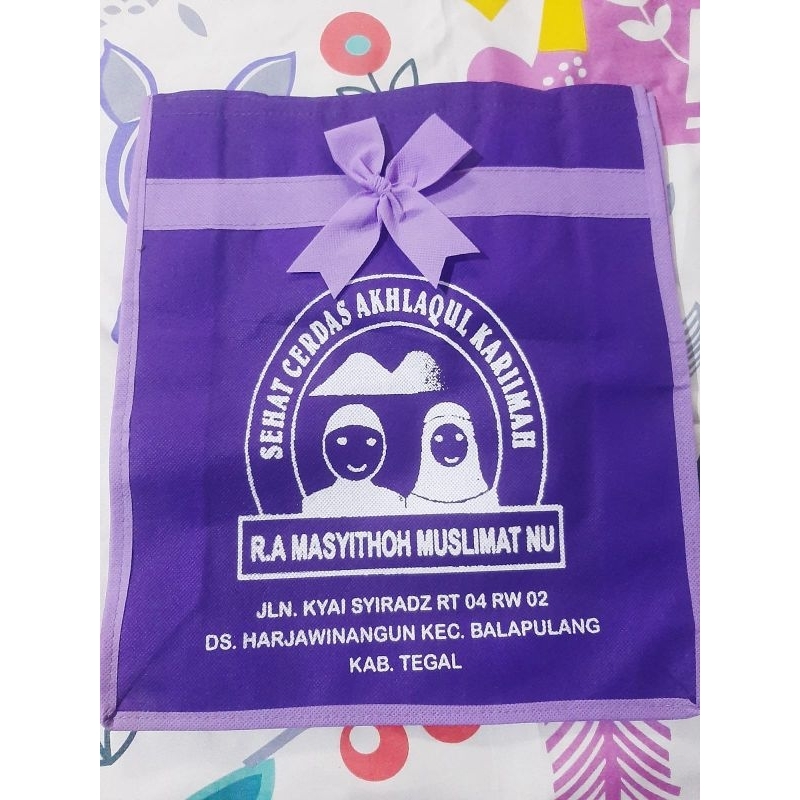 SEHAT CERDAS AKHLAQUL KARIIMAH
R.A MASYITHOH MUSLIMAT NU
JLN. KYAI SYIRADZ RT 04 RW 02
DS. HARJAWINANGUN KEC. BALAPULANG
KAB. TEGAL